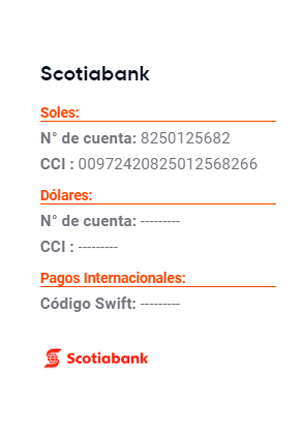 Scotiabank
Soles:
N° de cuenta: 8250125682
CCI : 00972420825012568266
Dólares:
N° de cuenta: ---------
CCI : ---------
Pagos Internacionales:
Código Swift: ---------
Scotiabank